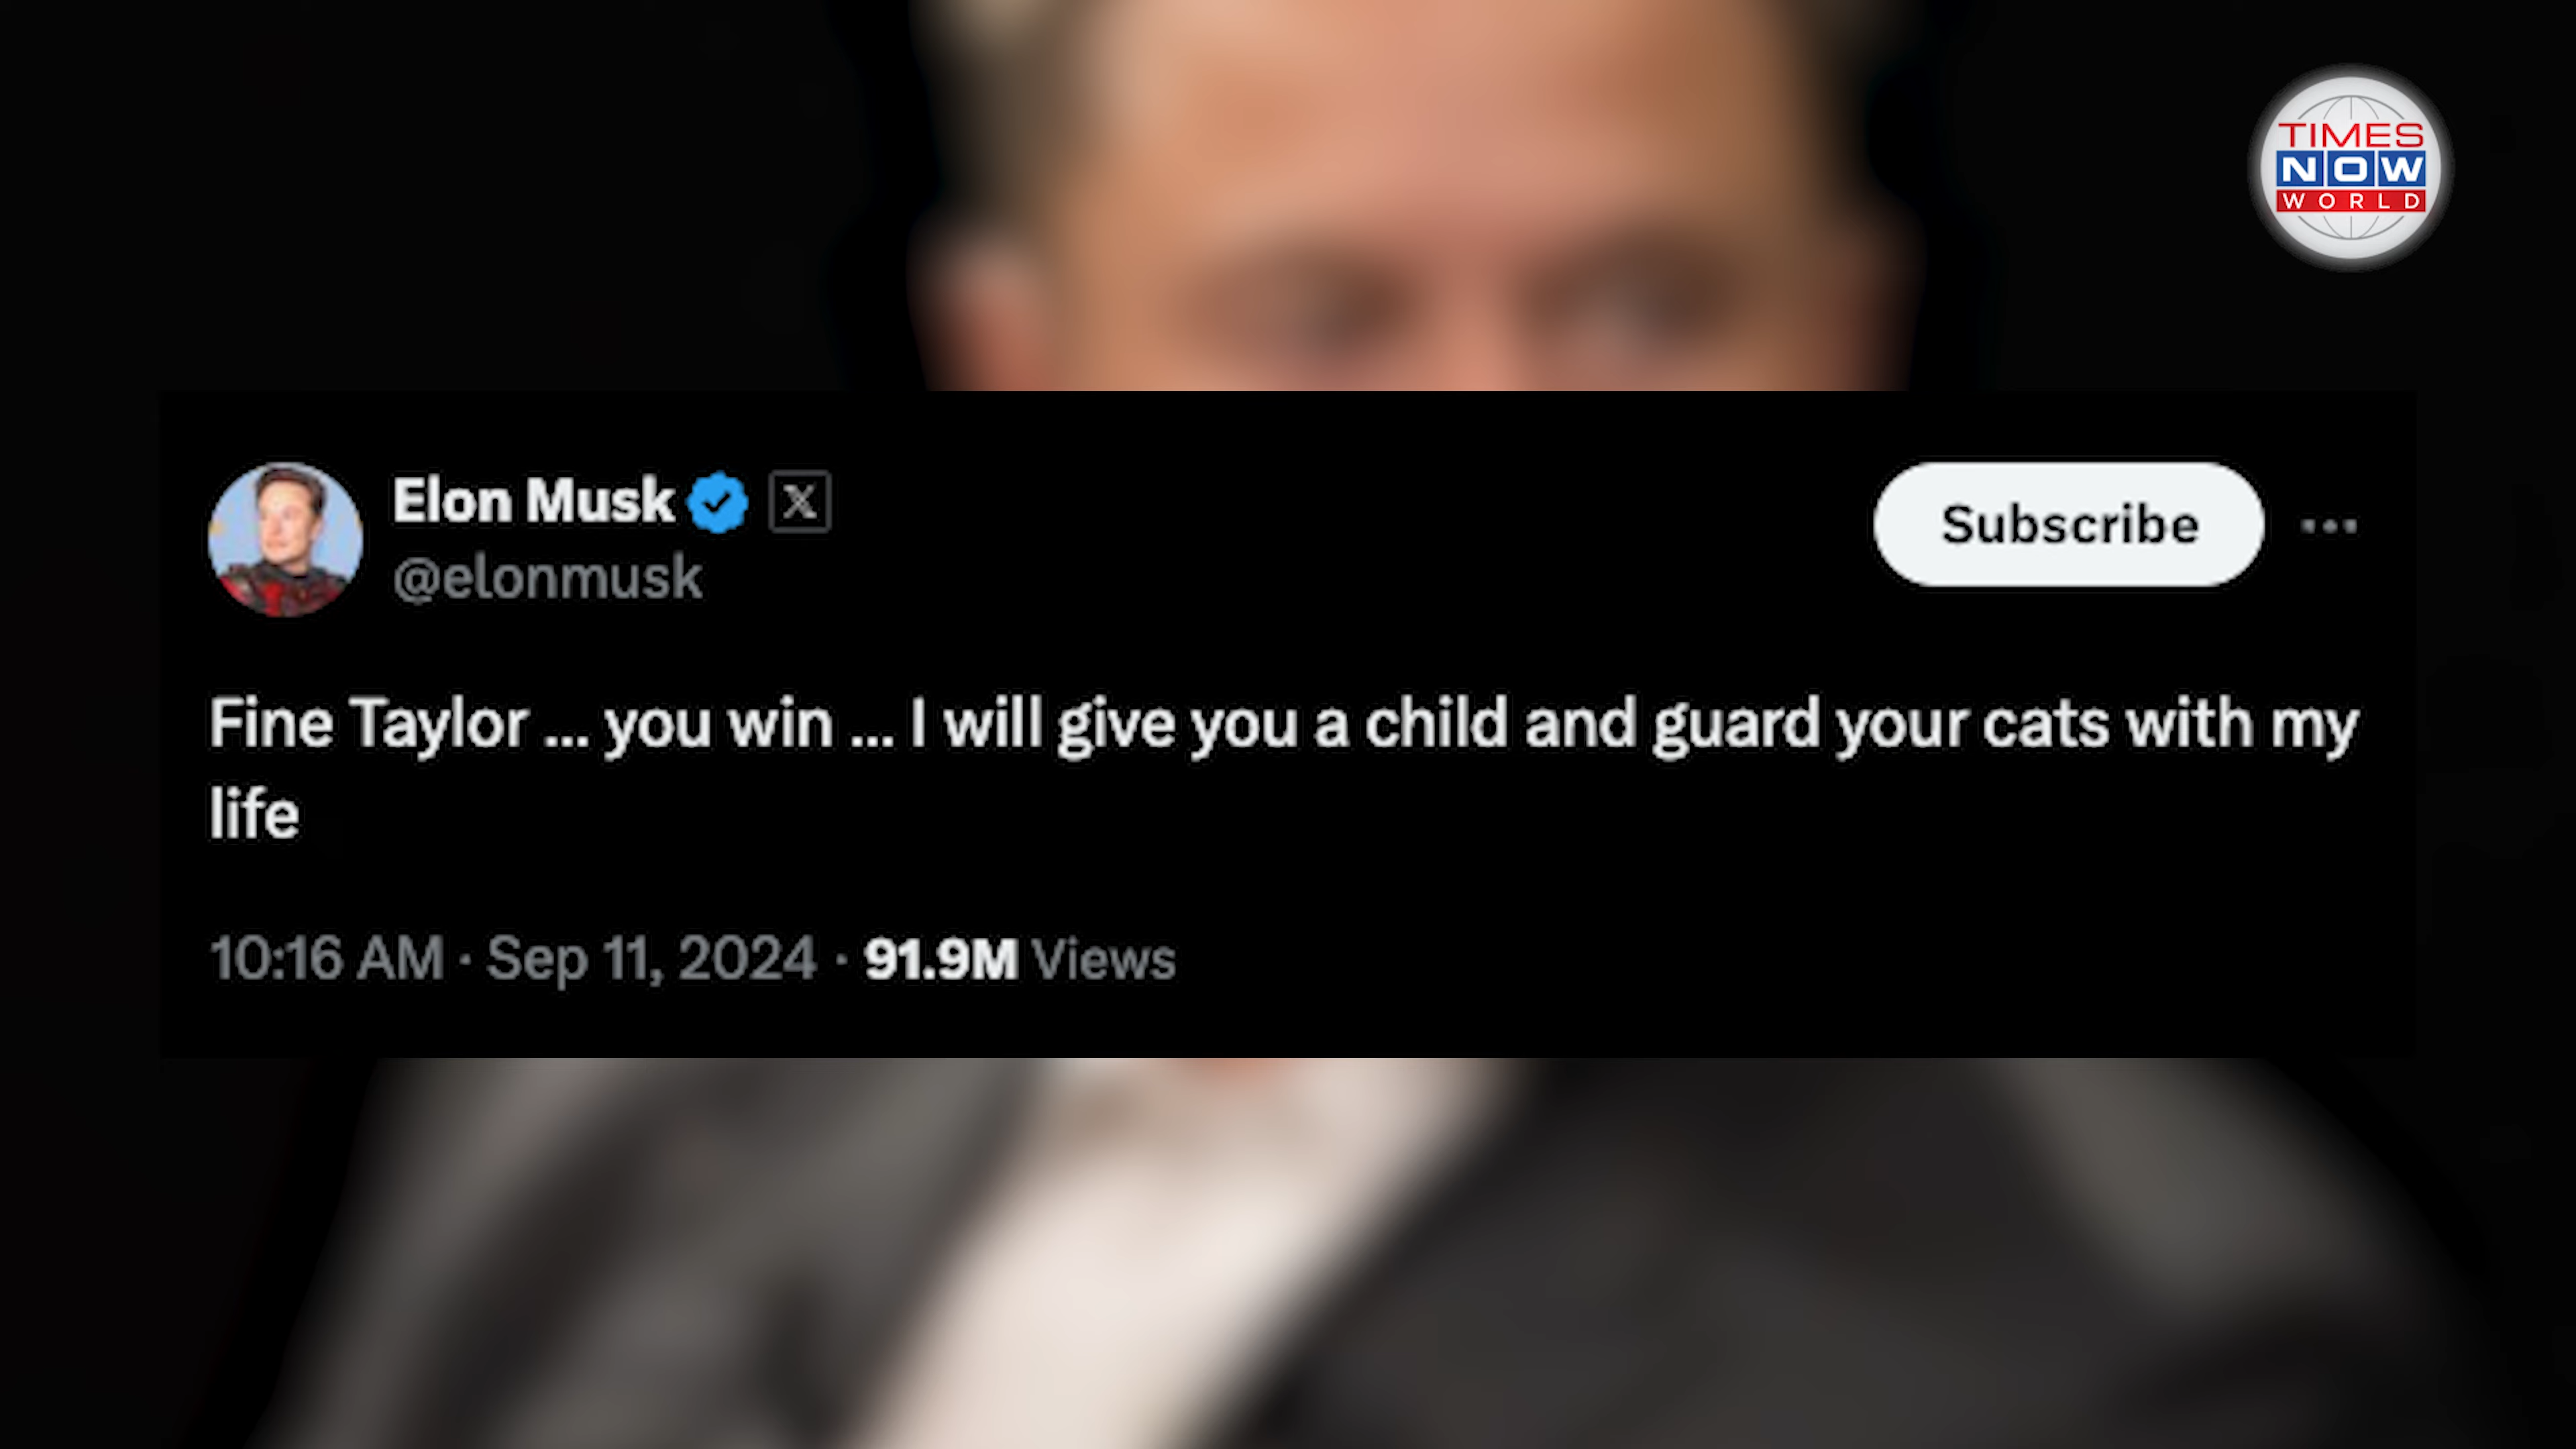 TIMES
NOW
WORLD
Elon Musk
@elonmusk
Subscribe
Fine Taylor ... you win ... I will give you a child and guard your cats with my
life
10:16 AM · Sep 11, 2024 · 91.9M Views